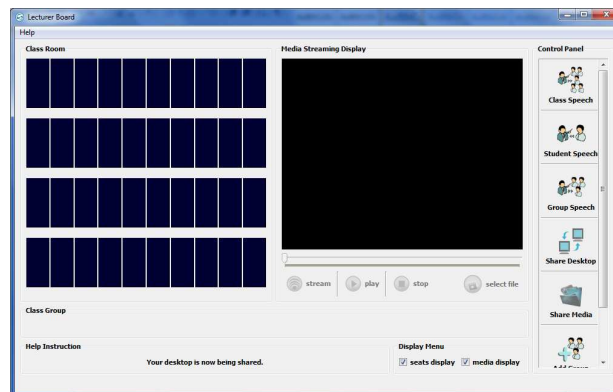 Lecturer Board
Help
Class Room
Media Streaming Display
Control Panel
Class Speech
Student Speech
Group Speech
Share Desktop
Share Media
Add Group
stream
play
stop
select file
Class Group
Help Instruction
Your desktop is now being shared.
Display Menu
seats display
media display